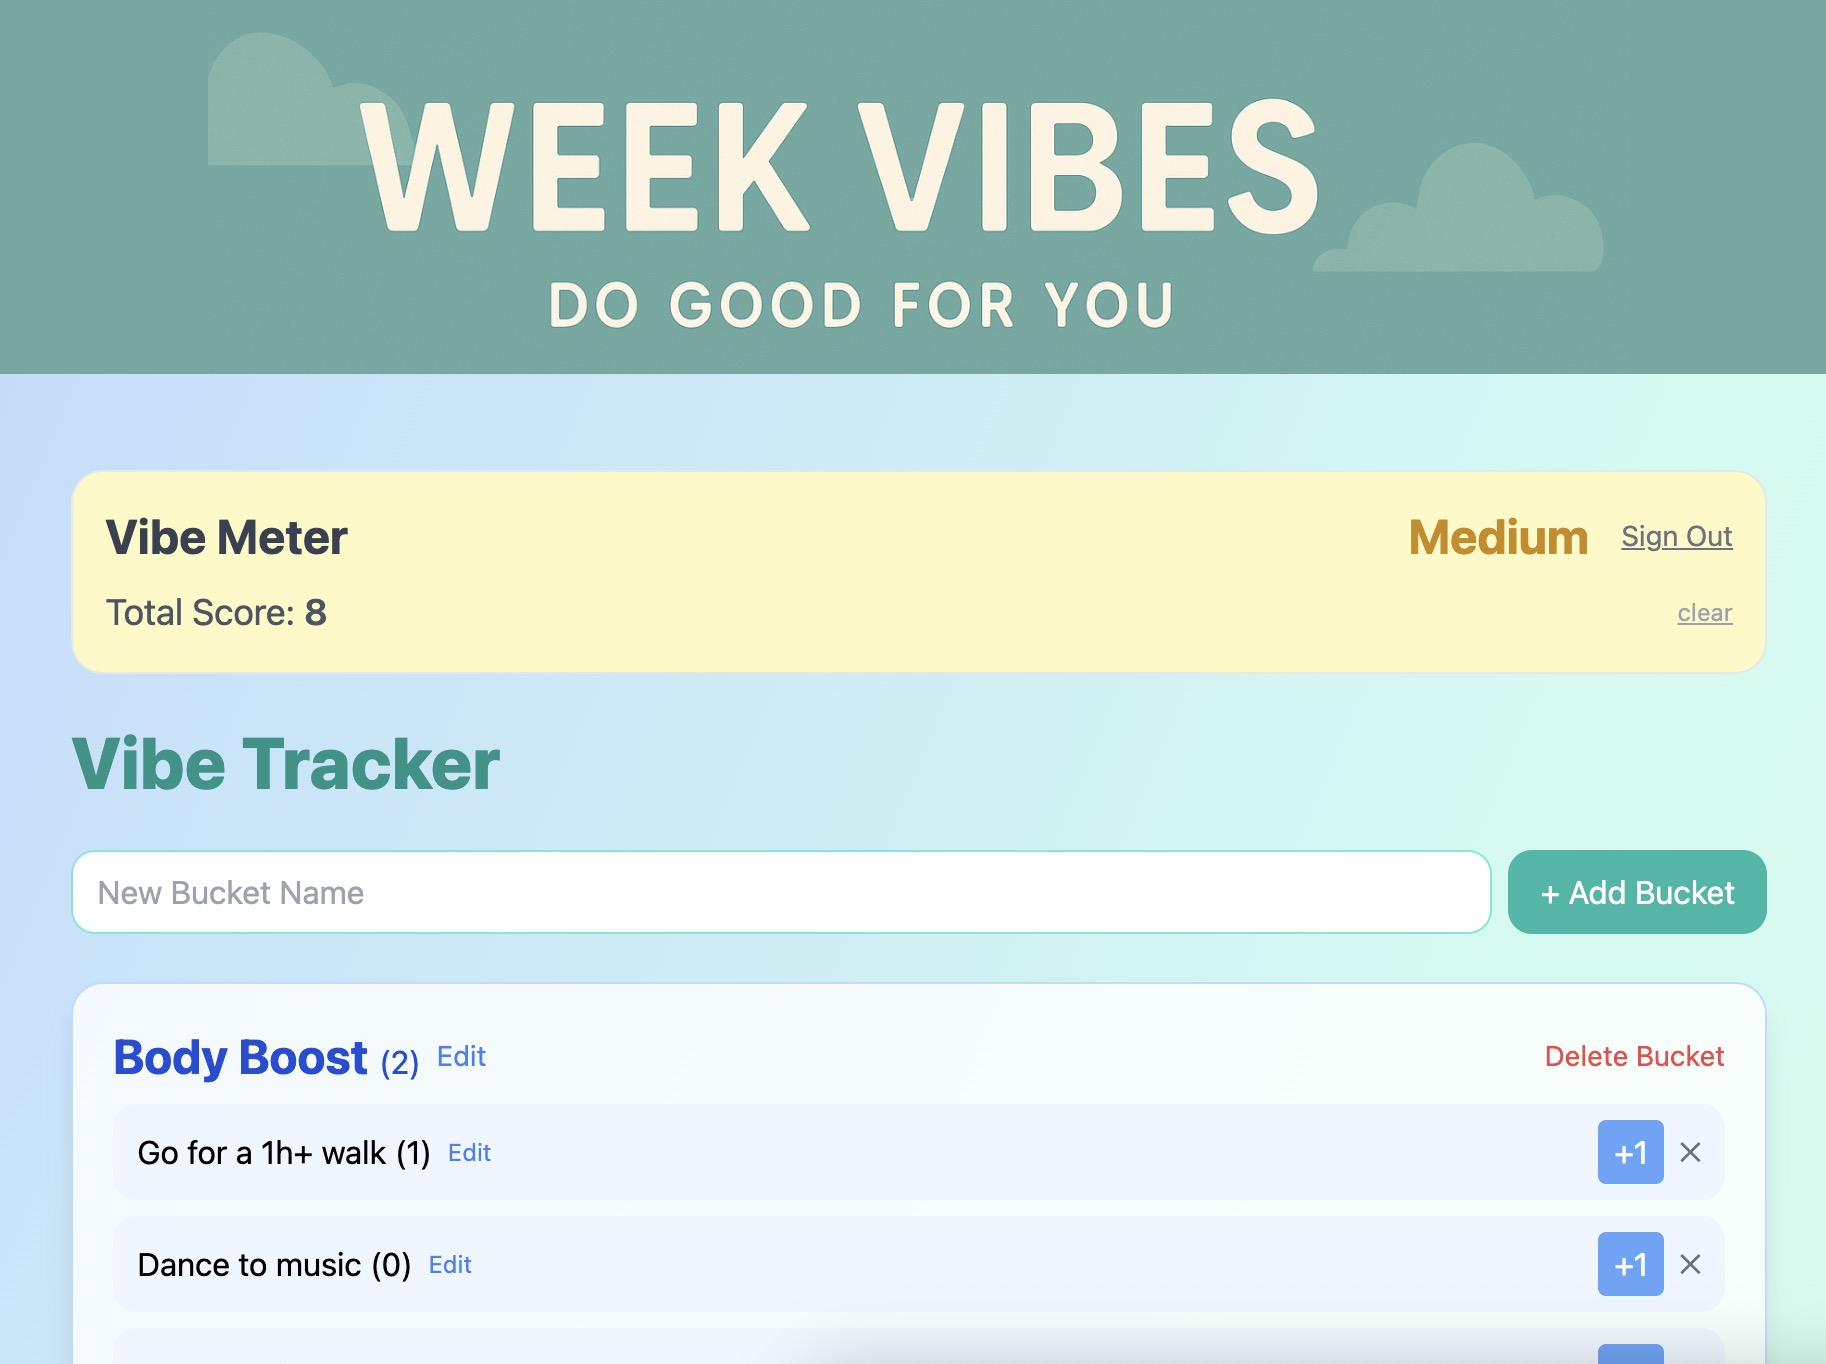 WEEK VIBES
DO GOOD FOR YOU
Vibe Meter
Medium
Sign Out
Total Score: 8
clear
Vibe Tracker
New Bucket Name
+ Add Bucket
Body Boost (2) Edit
Delete Bucket
Go for a 1h+ walk (1) Edit
+1 ×
Dance to music (0) Edit
+1 ×